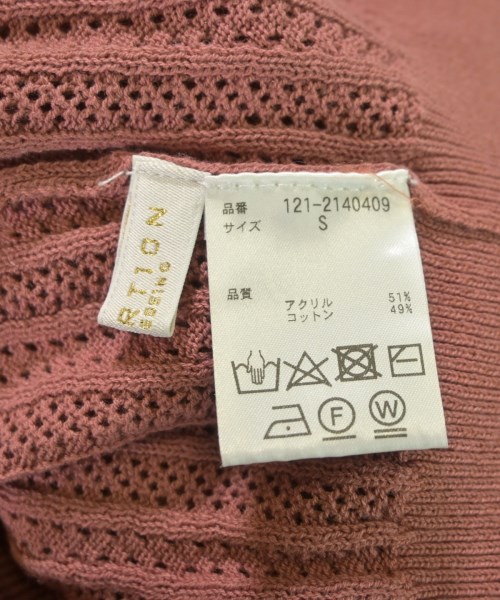 品番 121-2140409
サイズ S
品質
アクリル 51%
コットン 49%
F W
RTION